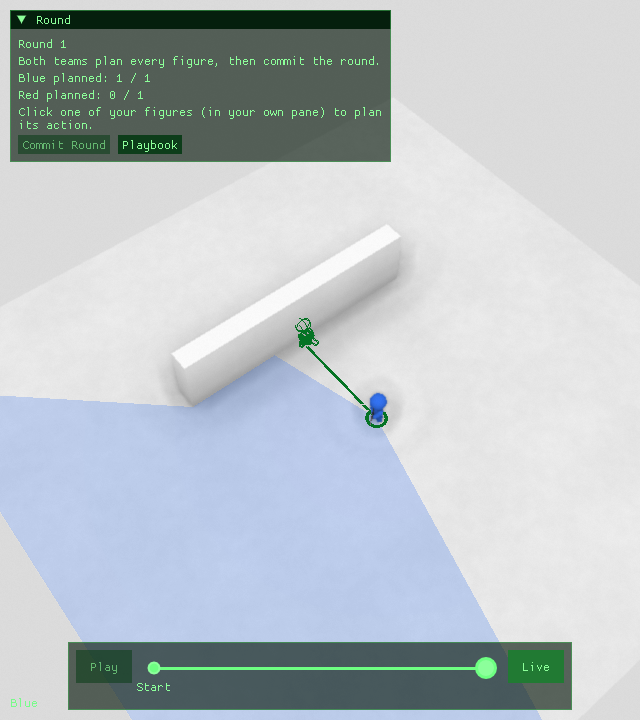 Round
Round 1
Both teams plan every figure, then commit the round.
Blue planned: 1 / 1
Red planned: 0 / 1
Click one of your figures (in your own pane) to plan
its action.
Commit Round Playbook
Play Live
Start
Blue